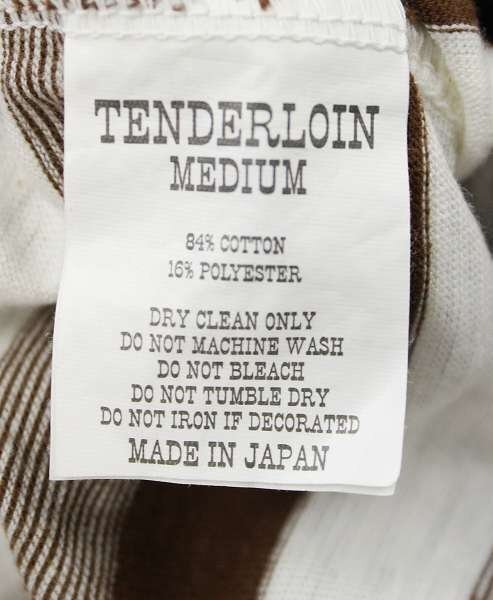 TENDERLOIN
MEDIUM
84% COTTON
16% POLYESTER
DRY CLEAN ONLY
DO NOT MACHINE WASH
DO NOT BLEACH
DO NOT TUMBLE DRY
DO NOT IRON IF DECORATED
MADE IN JAPAN